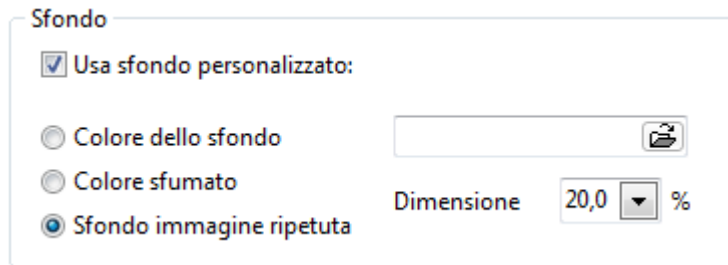 Sfondo
Usa sfondo personalizzato:
Colore dello sfondo
Colore sfumato
Dimensione 20,0 %
Sfondo immagine ripetuta